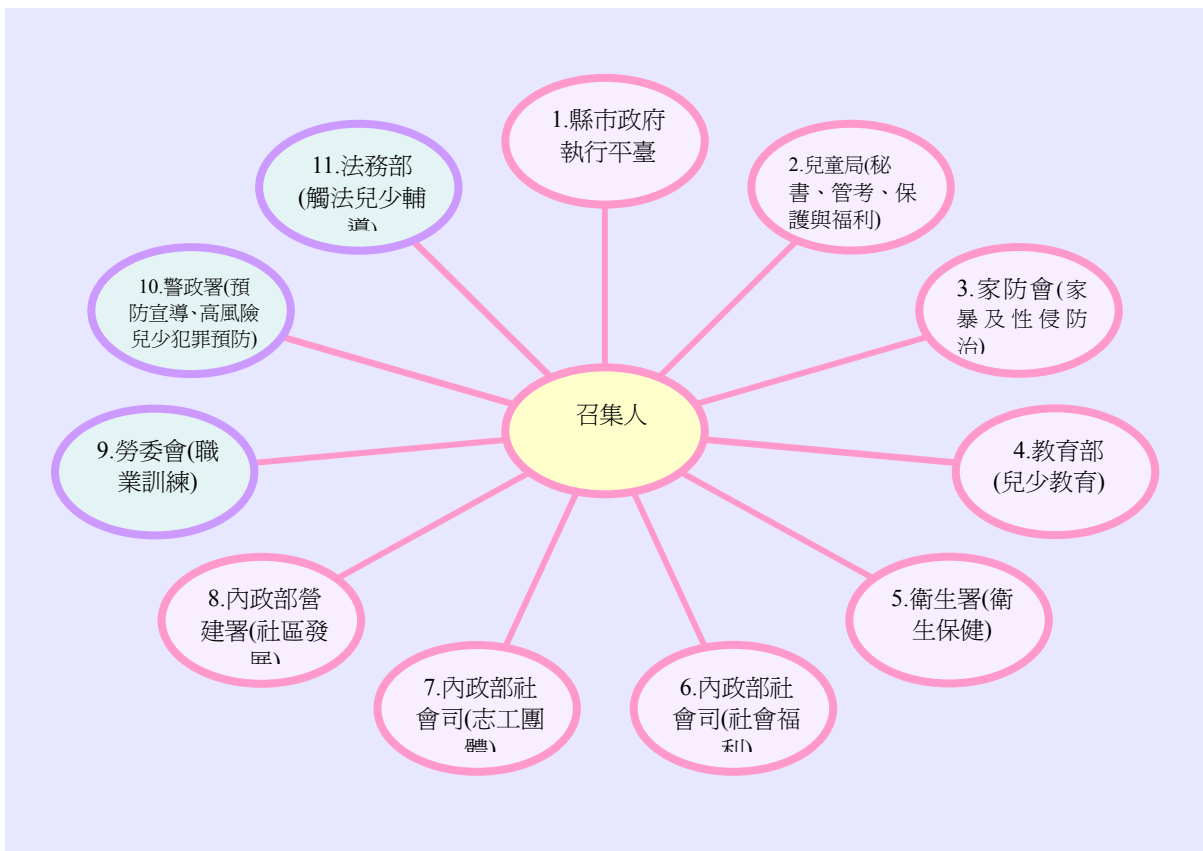 1.縣市政府
執行平臺
2.兒童局(秘
書、管考、保
護與福利)
3.家防會(家
暴及性侵防
治)
4.教育部
(兒少教育)
5.衛生署(衛
生保健)
6.內政部社
會司(社會福
利)
7.內政部社
會司(志工團
體)
8.內政部營
建署(社區發
展)
9.勞委會(職
業訓練)
10.警政署(預
防宣導、高風險
兒少犯罪預防)
11.法務部
(觸法兒少輔
導)
召集人